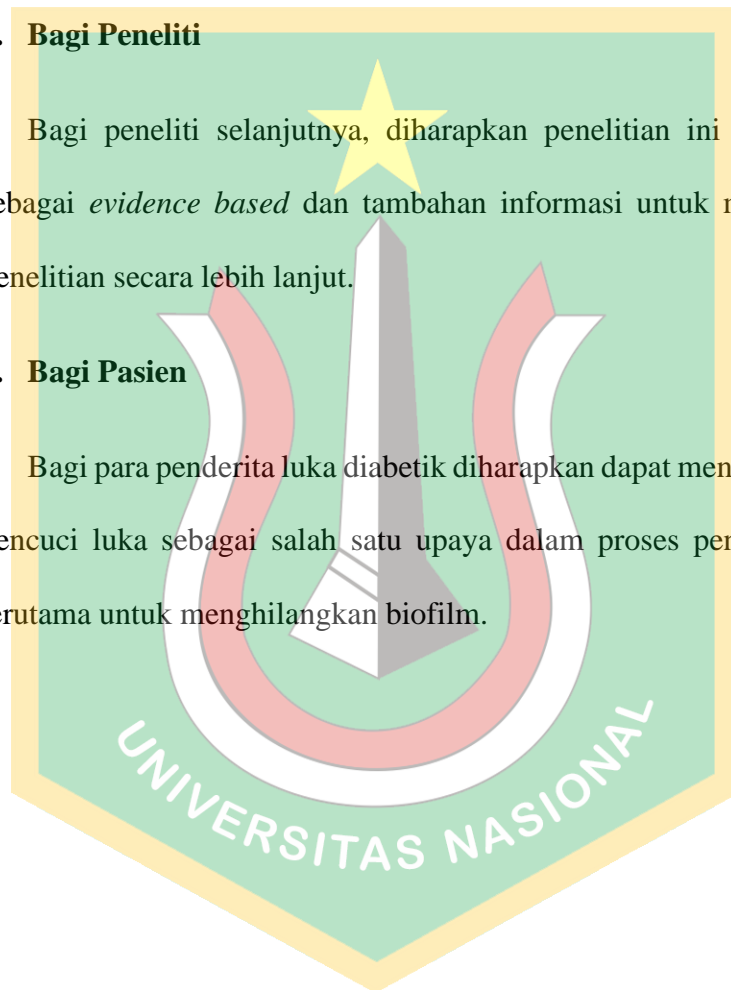 . Bagi Peneliti
Bagi peneliti selanjutnya, diharapkan penelitian ini
ebagai evidence based dan tambahan informasi untuk
enelitian secara lebih lanjut.
. Bagi Pasien
Bagi para penderita luka diabetik diharapkan dapat men
encuci luka sebagai salah satu upaya dalam proses pen
erutama untuk menghilangkan biofilm.
UNIVERSITAS NASIONAL